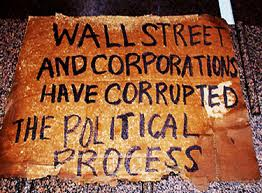 WALL STREET
AND CORPORATIONS
HAVE CORRUPTED
THE POLITICAL
PROCESS